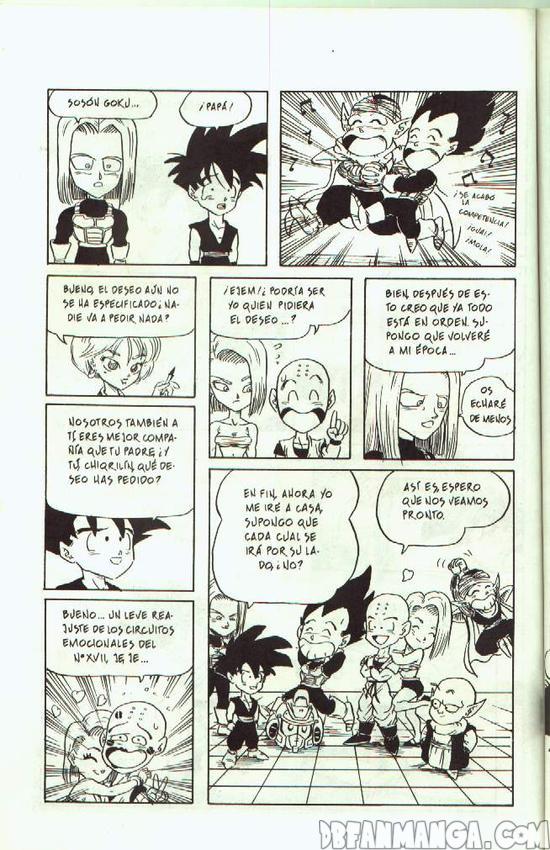 SOSÓN GOKU...
¡PAPÁ!
¡SE ACABÓ
LA
COMPETENCIA!
¡GUAI!
¡MOLA!
BUENO, EL DESEO AÚN NO
SE HA ESPECIFICADO ¿NA-
DIE VA A PEDIR NADA?
¡EJEM! ¿PODRÍA SER
YO QUIEN PIDIERA
EL DESEO...?
???
BIEN, DESPUÉS DE ES-
TO CREO QUE YA TODO
ESTÁ EN ORDEN. SU-
PONGO QUE VOLVERÉ
A MI ÉPOCA...
OS
ECHARÉ
DE MENOS
NOSOTROS TAMBIÉN A
TÍ, ERES MEJOR COMPA-
ÑÍA QUE TU PADRE, ¿Y
TÚ, CHIQRILÍN, QUÉ DE-
SEO HAS PEDIDO?
BUENO... UN LEVE REA-
JUSTE DE LOS CIRCUITOS
EMOCIONALES DEL
Nº XVII, JE, JE...
EN FIN, AHORA YO
ME IRÉ A CASA,
SUPONGO QUE
CADA CUAL SE
IRÁ POR SU LA-
DO, ¿NO?
ASÍ ES, ESPERO
QUE NOS VEAMOS
PRONTO.
DBFANMANGA.COM